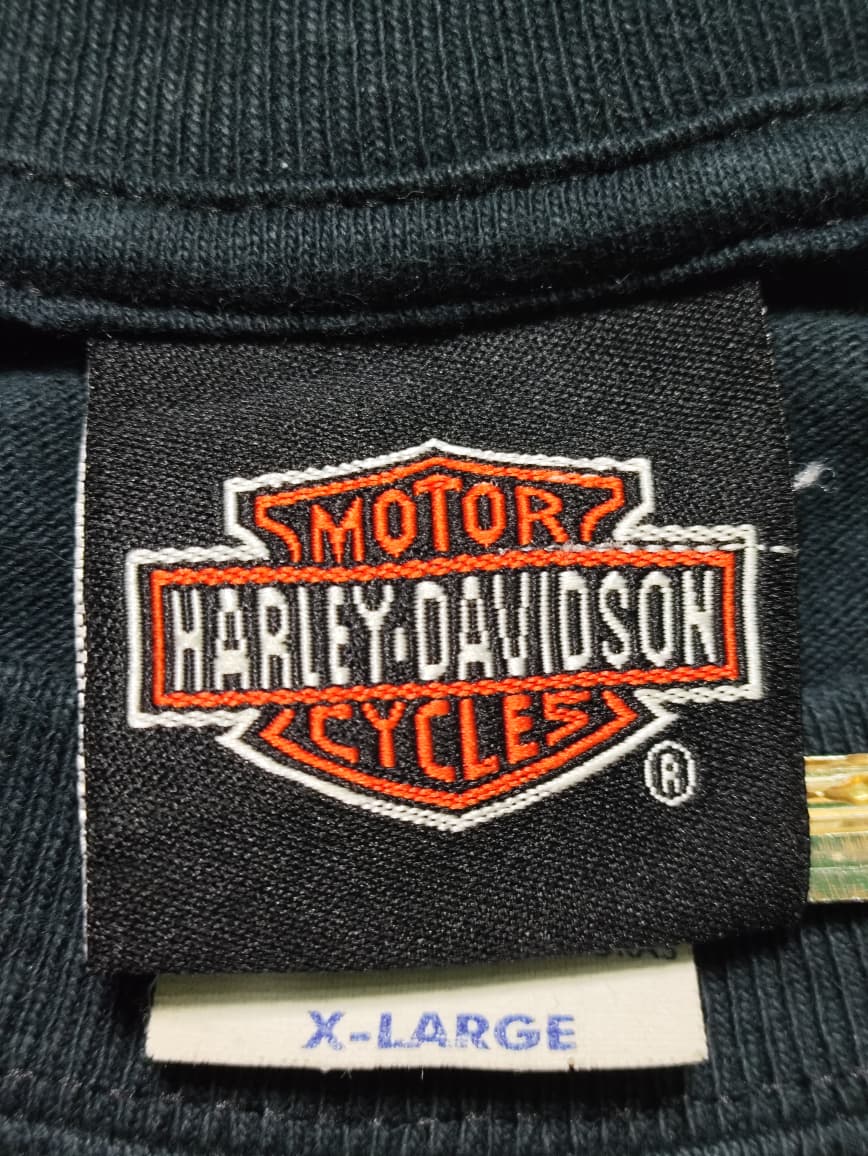 MOTOR
HARLEY-DAVIDSON
CYCLES
®
X-LARGE